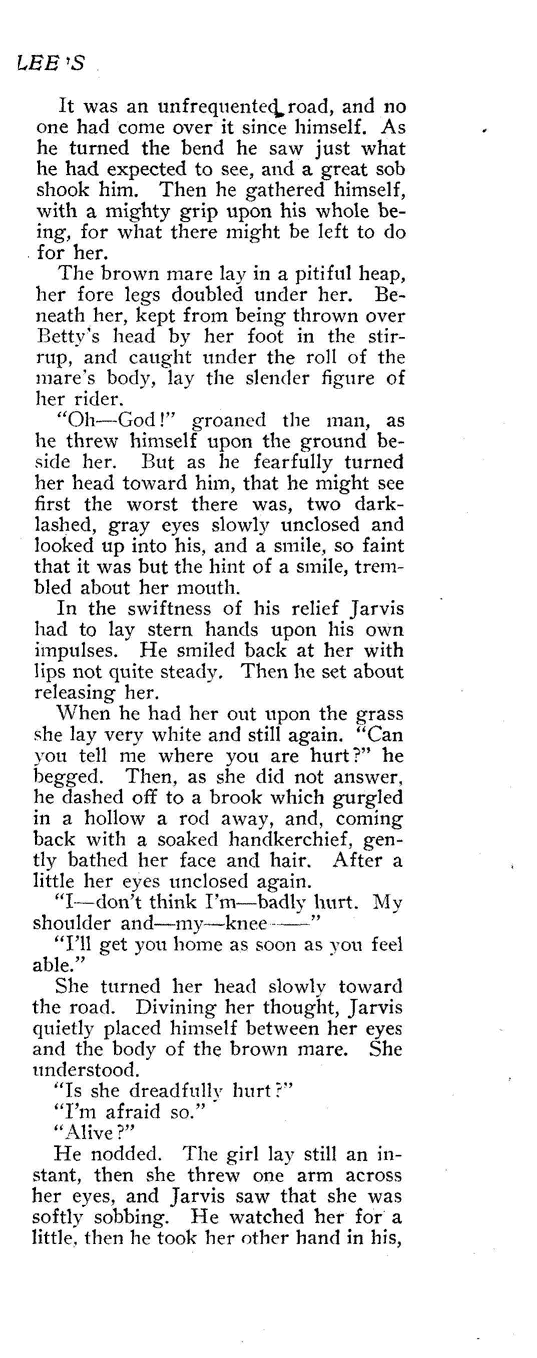 LEE'S
It was an unfrequented road, and no
one had come over it since himself. As
he turned the bend he saw just what
he had expected to see, and a great sob
shook him. Then he gathered himself,
with a mighty grip upon his whole be-
ing, for what there might be left to do
for her.
The brown mare lay in a pitiful heap,
her fore legs doubled under her. Be-
neath her, kept from being thrown over
Betty's head by her foot in the stir-
rup, and caught under the roll of the
mare's body, lay the slender figure of
her rider.
"Oh—God!" groaned the man, as
he threw himself upon the ground be-
side her. But as he fearfully turned
her head toward him, that he might see
first the worst there was, two dark-
lashed, gray eyes slowly unclosed and
looked up into his, and a smile, so faint
that it was but the hint of a smile, trem-
bled about her mouth.
In the swiftness of his relief Jarvis
had to lay stern hands upon his own
impulses. He smiled back at her with
lips not quite steady. Then he set about
releasing her.
When he had her out upon the grass
she lay very white and still again. "Can
you tell me where you are hurt?" he
begged. Then, as she did not answer,
he dashed off to a brook which gurgled
in a hollow a rod away, and, coming
back with a soaked handkerchief, gen-
tly bathed her face and hair. After a
little her eyes unclosed again.
"I—don't think I'm—badly hurt. My
shoulder and—my—knee——"
"I'll get you home as soon as you feel
able."
She turned her head slowly toward
the road. Divining her thought, Jarvis
quietly placed himself between her eyes
and the body of the brown mare. She
understood.
"Is she dreadfully hurt?"
"I'm afraid so."
"Alive?"
He nodded. The girl lay still an in-
stant, then she threw one arm across
her eyes, and Jarvis saw that she was
softly sobbing. He watched her for a
little, then he took her other hand in his,